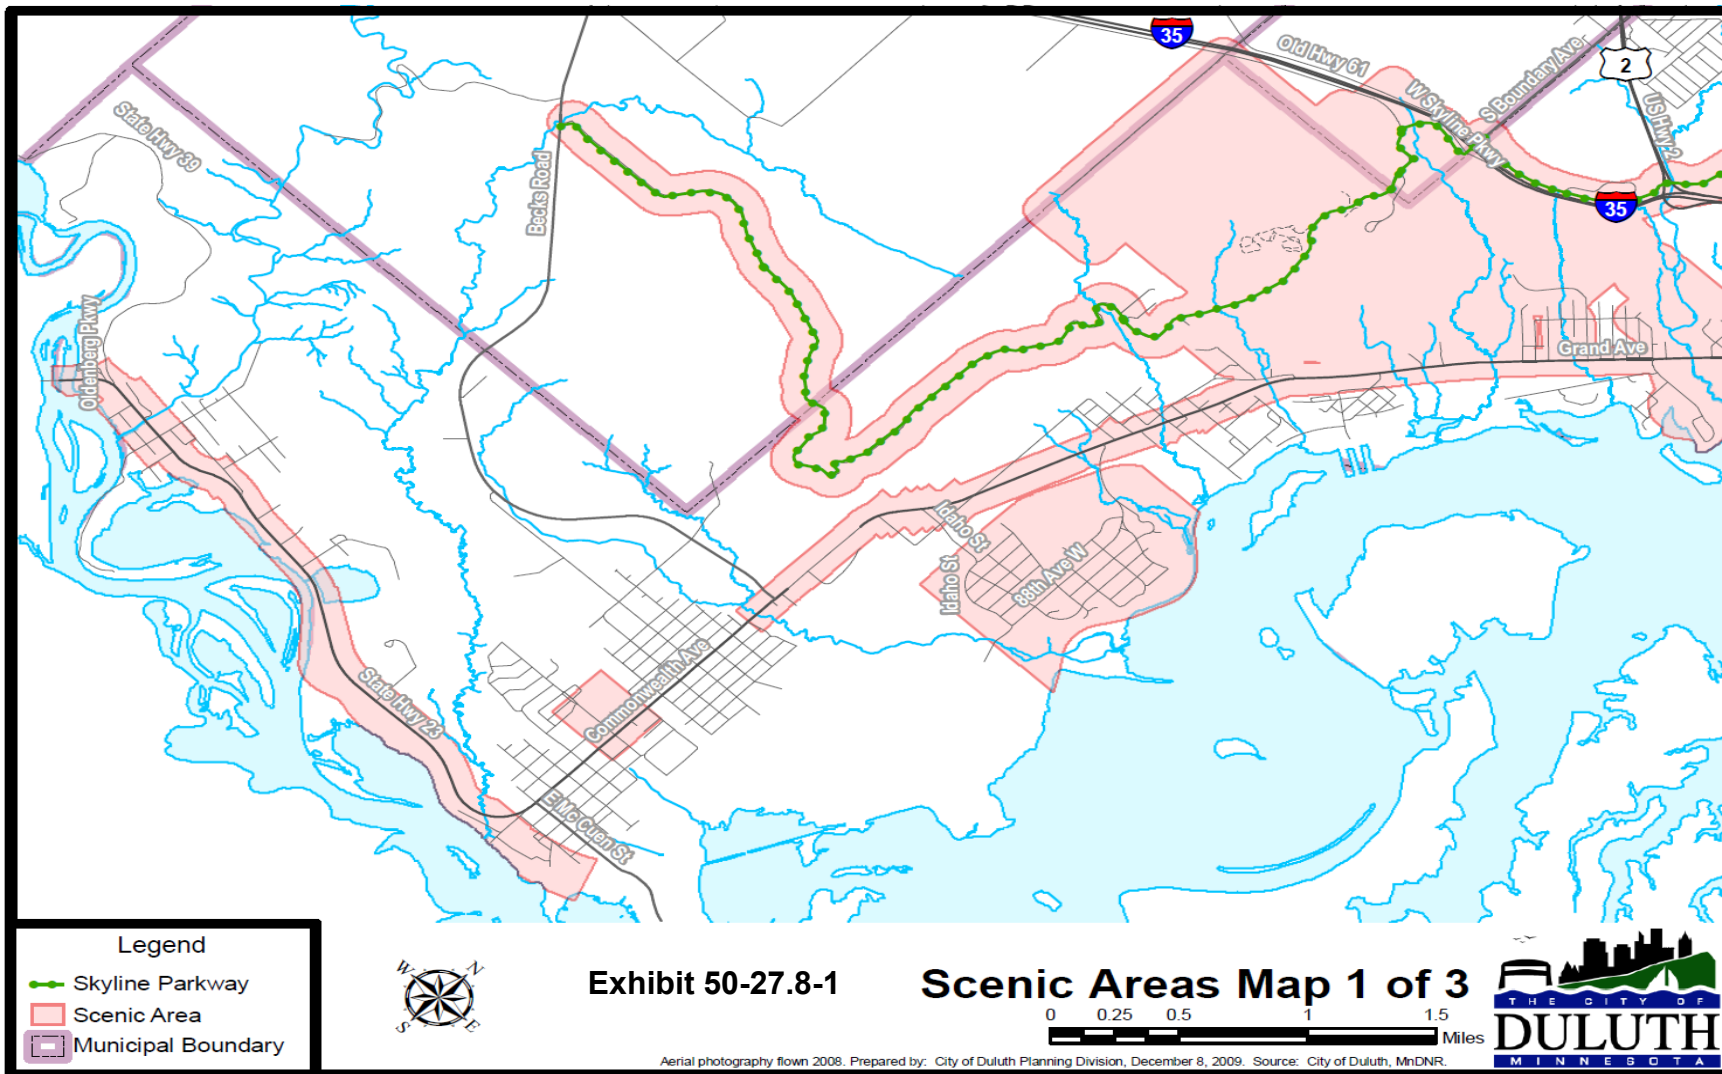 35
Old Hwy 61
W Skyline Pkwy
S Boundary Ave
2
US Hwy 2
35
State Hwy 39
Becks Road
Oldenberg Pkwy
Grand Ave
Idaho St
Idaho St
88th Ave W
Commonwealth Ave
State Hwy 23
E Mc Cuen St
Legend
Skyline Parkway
Scenic Area
Municipal Boundary
W N
S E
Exhibit 50-27.8-1
Scenic Areas Map 1 of 3
0 0.25 0.5 1 1.5
Miles
Aerial photography flown 2008. Prepared by: City of Duluth Planning Division, December 8, 2009. Source: City of Duluth, MnDNR.
THE CITY OF
DULUTH
MINNESOTA